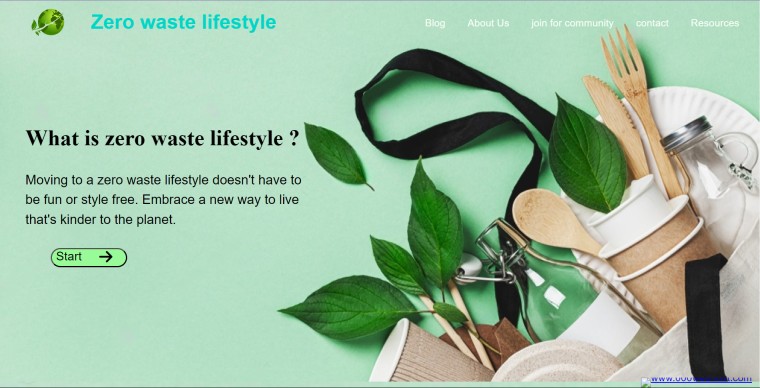 Zero waste lifestyle
Blog About Us join for community contact Resources
What is zero waste lifestyle ?
Moving to a zero waste lifestyle doesn't have to
be fun or style free. Embrace a new way to live
that's kinder to the planet.
Start